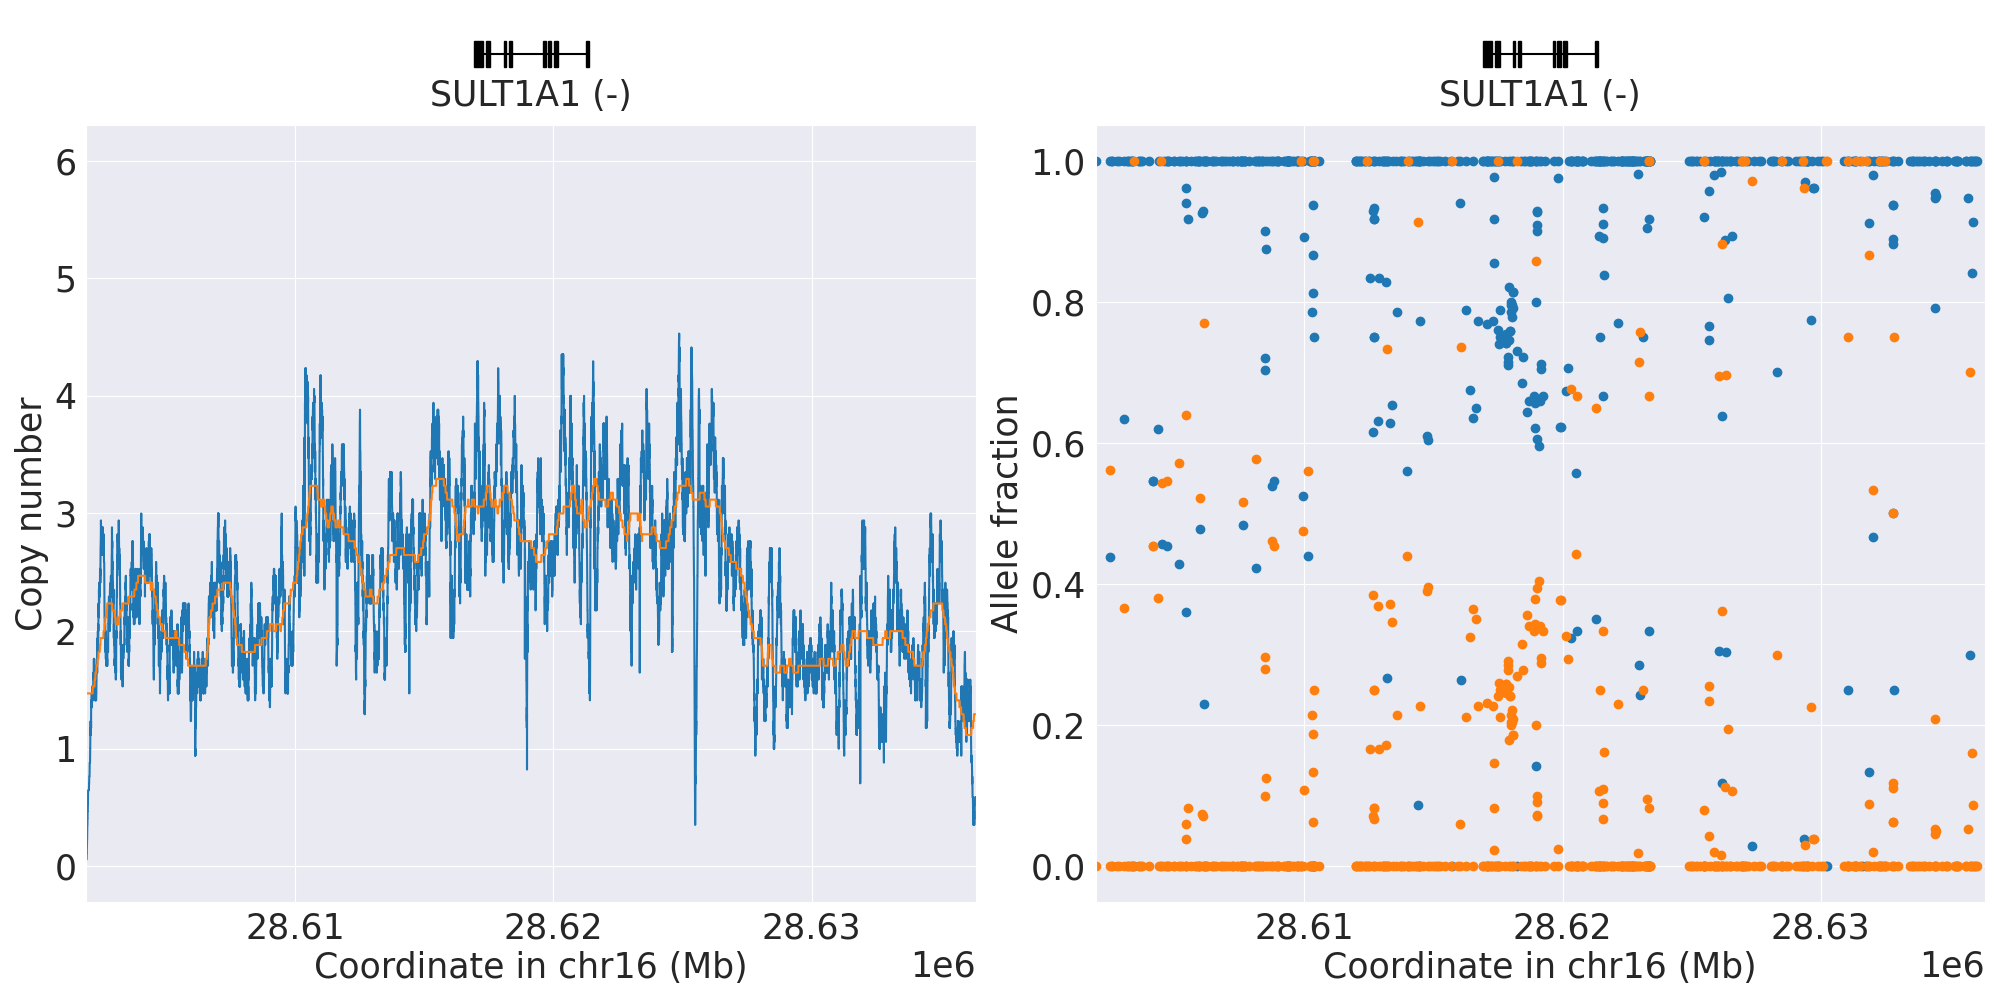 SULT1A1 (-)
Copy number
6
5
4
3
2
1
0
28.61
28.62
28.63
Coordinate in chr16 (Mb)
1e6
SULT1A1 (-)
Allele fraction
1.0
0.8
0.6
0.4
0.2
0.0
28.61
28.62
28.63
Coordinate in chr16 (Mb)
1e6